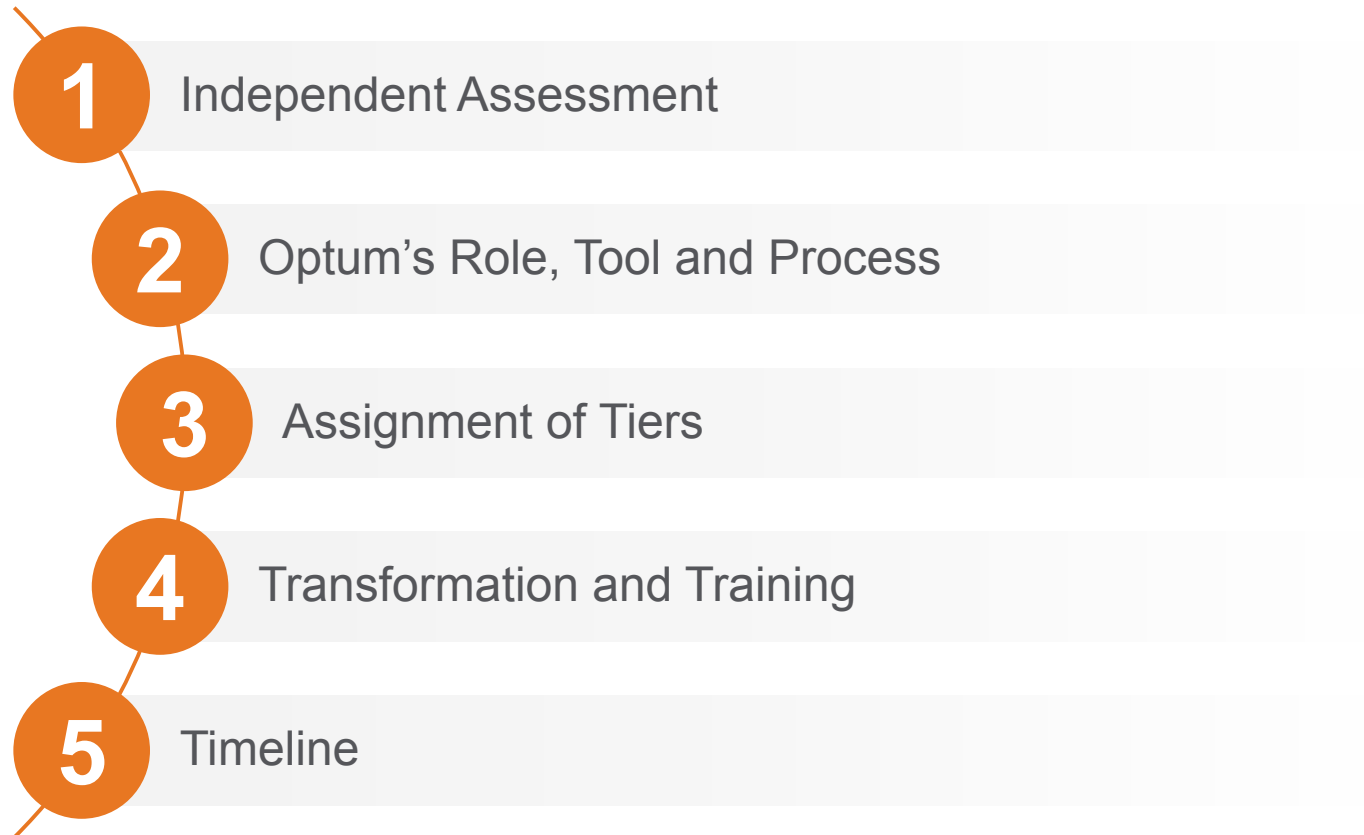 1 Independent Assessment
2 Optum’s Role, Tool and Process
3 Assignment of Tiers
4 Transformation and Training
5 Timeline